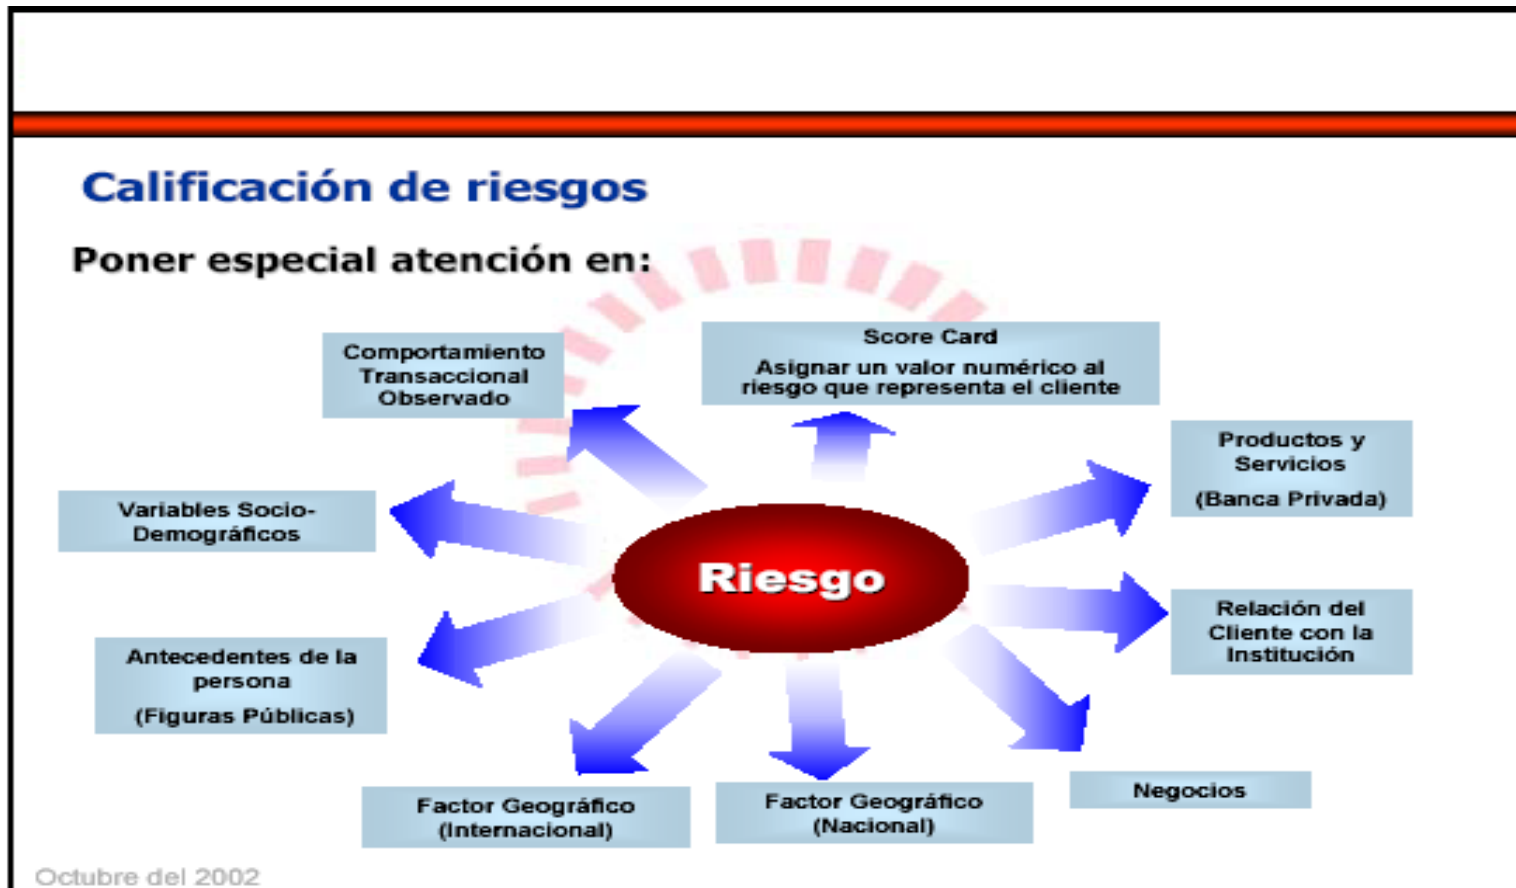 Calificación de riesgos
Poner especial atención en:
Comportamiento
Transaccional
Observado
Score Card
Asignar un valor numérico al
riesgo que representa el cliente
Productos y
Servicios
(Banca Privada)
Variables Socio-
Demográficos
Riesgo
Relación del
Cliente con la
Institución
Antecedentes de la
persona
(Figuras Públicas)
Factor Geográfico
(Internacional)
Factor Geográfico
(Nacional)
Negocios
Octubre del 2002